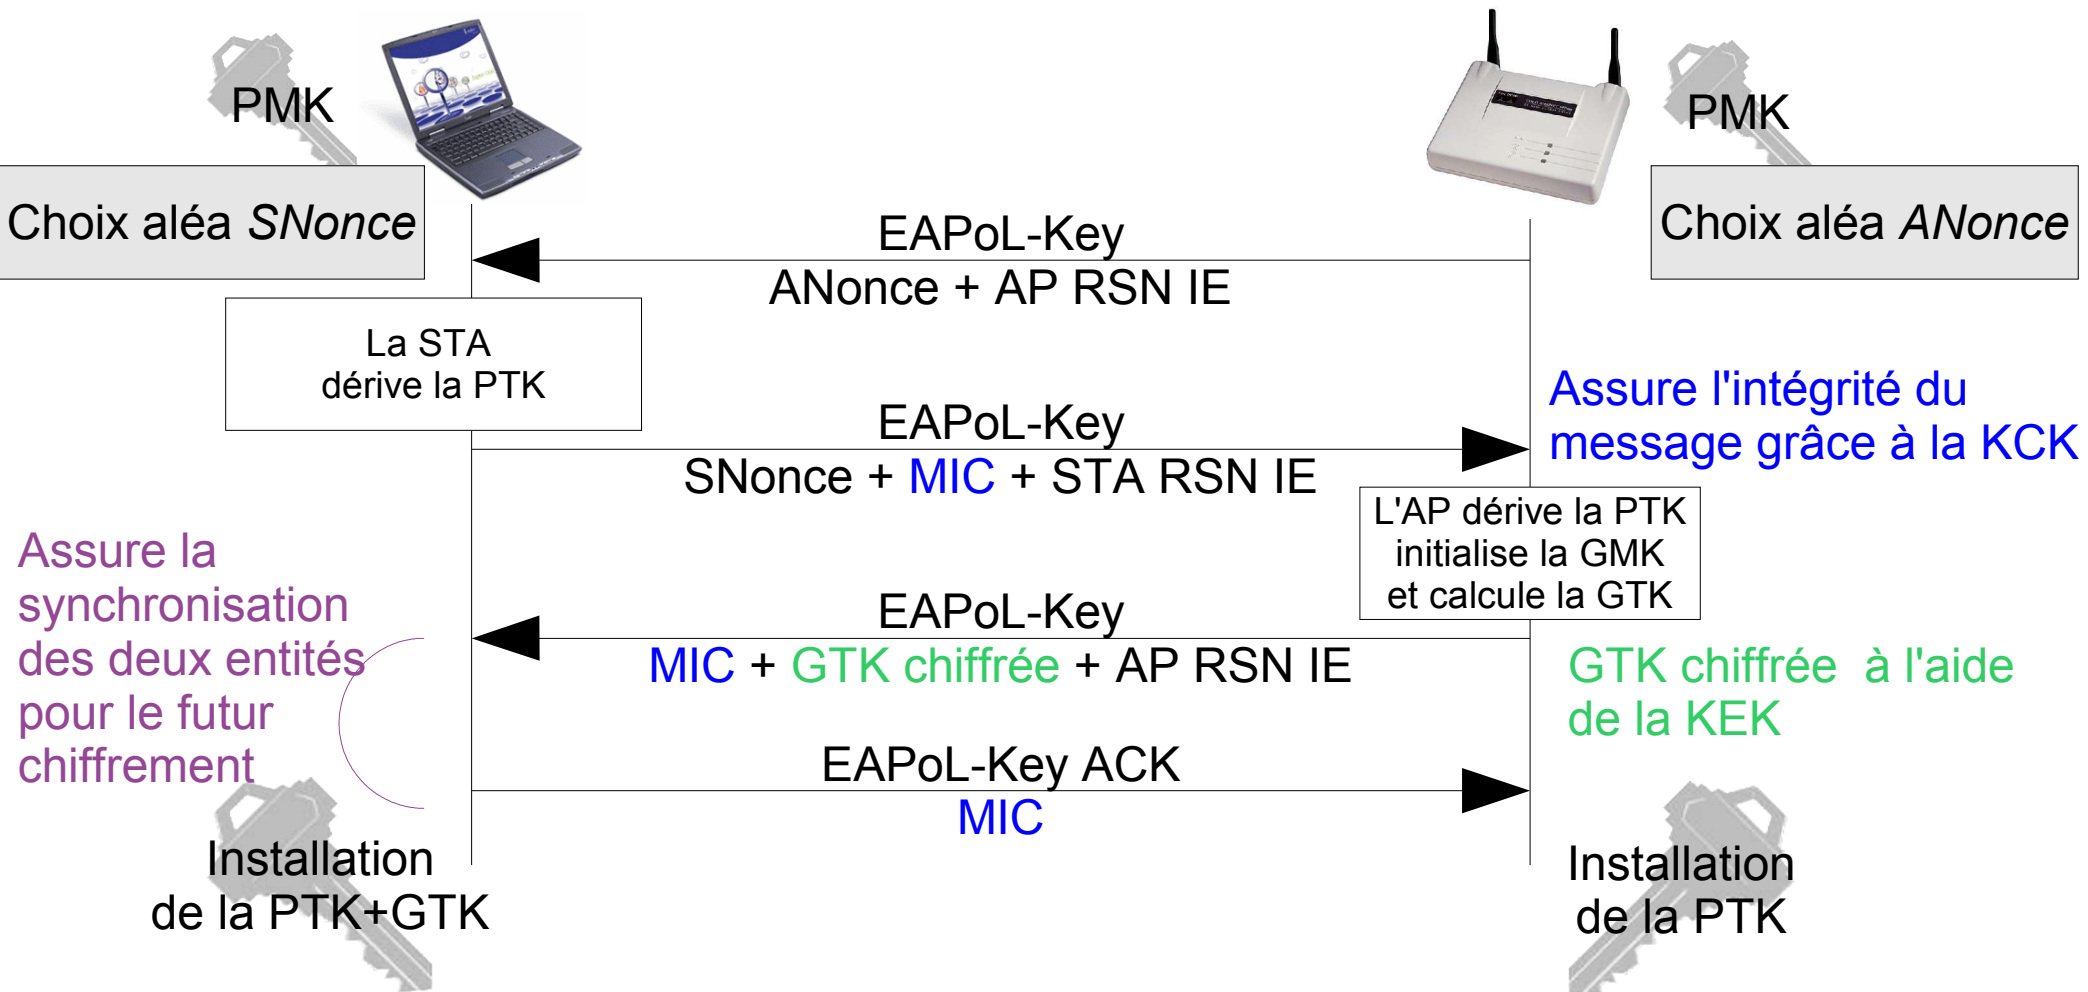 PMK
PMK
Choix aléa SNonce
Choix aléa ANonce
EAPoL-Key
ANonce + AP RSN IE
La STA
dérive la PTK
EAPoL-Key
SNonce + MIC + STA RSN IE
Assure l'intégrité du
message grâce à la KCK
L'AP dérive la PTK
initialise la GMK
et calcule la GTK
Assure la
synchronisation
des deux entités
pour le futur
chiffrement
EAPoL-Key
MIC + GTK chiffrée + AP RSN IE
GTK chiffrée à l'aide
de la KEK
EAPoL-Key ACK
MIC
Installation
de la PTK+GTK
Installation
de la PTK